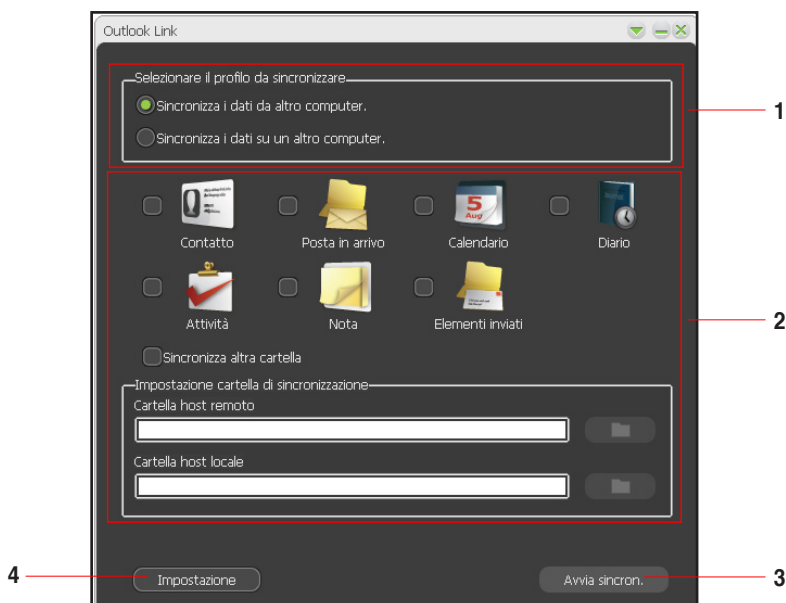 Outlook Link
Selezionare il profilo da sincronizzare
Sincronizza i dati da altro computer.
Sincronizza i dati su un altro computer.
1
5
Aug
Contatto
Posta in arrivo
Calendario
Diario
Attività
Nota
Elementi inviati
2
Sincronizza altra cartella
Impostazione cartella di sincronizzazione
Cartella host remoto
Cartella host locale
4
Impostazione
Avvia sincron.
3